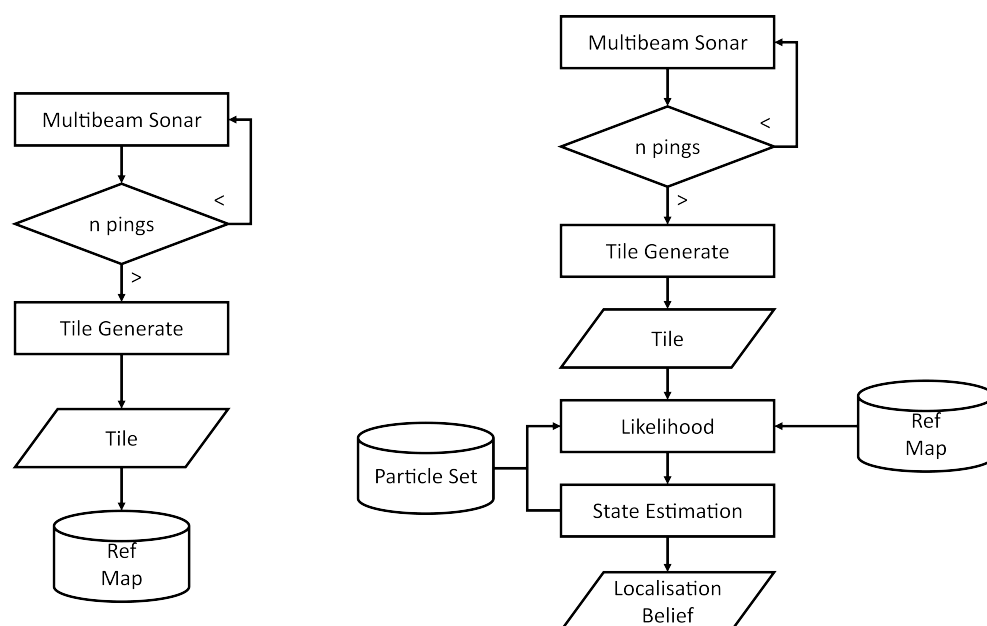 Multibeam Sonar
n pings
<
>
Tile Generate
Tile
Ref
Map
Multibeam Sonar
n pings
<
>
Tile Generate
Tile
Likelihood
Ref
Map
Particle Set
State Estimation
Localisation
Belief